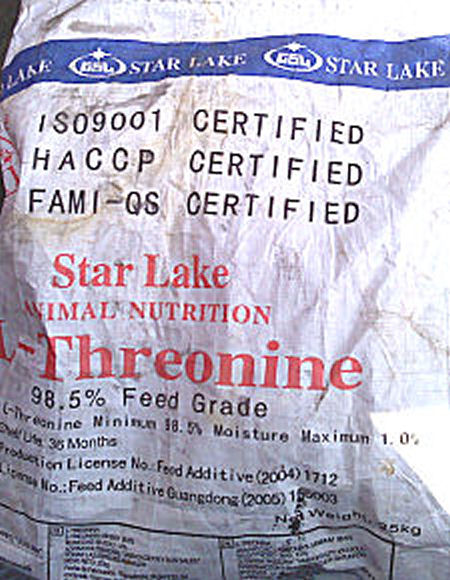 LAKE GSL STAR LAKE GSL STAR LAKE
ISO9001 CERTIFIED
HACCP CERTIFIED
FAMI-QS CERTIFIED
Star Lake
ANIMAL NUTRITION
L-Threonine
98.5% Feed Grade
L-Threonine Minimum 98.5% Moisture Maximum 1.0%
Shelf Life 36 Months
Production License No.: Feed Additive (2004) 1712
License No.: Feed Additive Guangdong (2005)
Net Weight 25kg